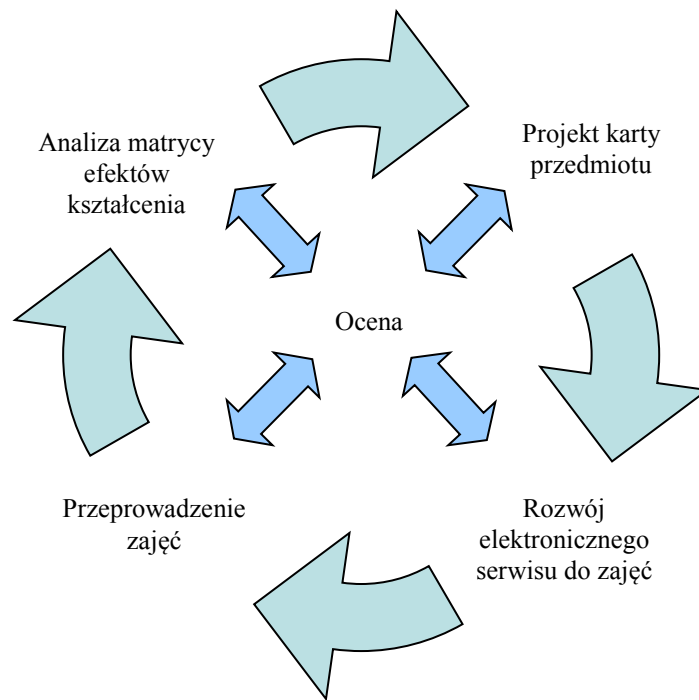 Analiza matrycy
efektów
kształcenia
Projekt karty
przedmiotu
Ocena
Przeprowadzenie
zajęć
Rozwój
elektronicznego
serwisu do zajęć